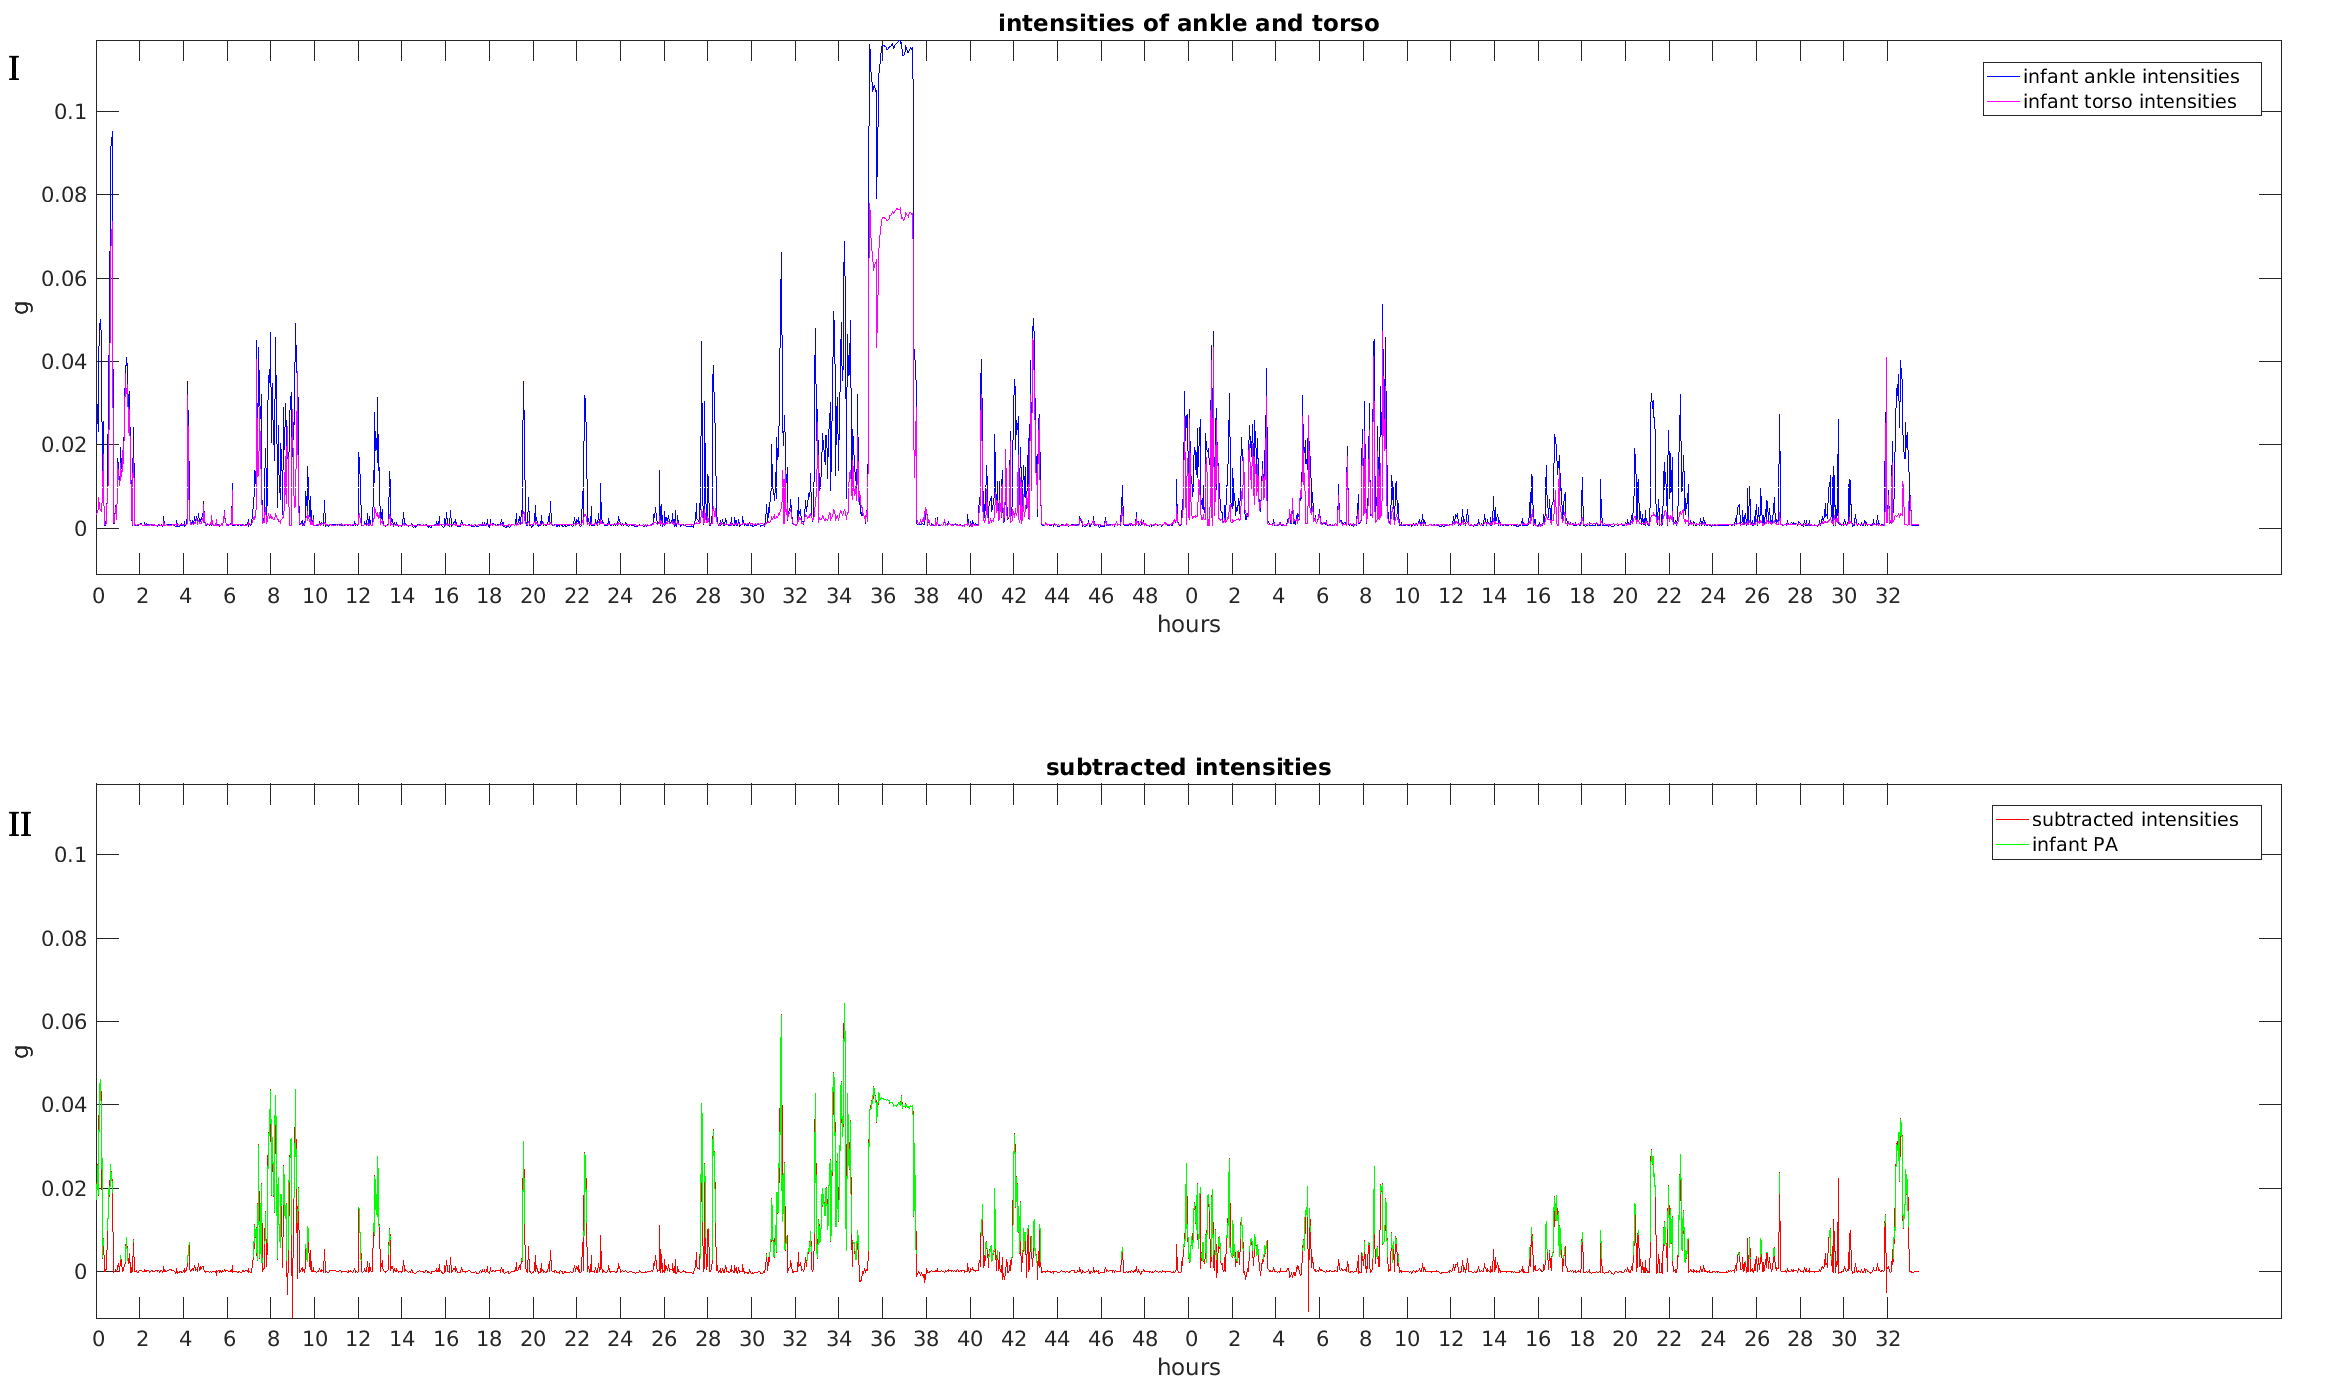 intensities of ankle and torso
I
infant ankle intensities
infant torso intensities
0.1
0.08
0.06
0.04
0.02
0
g
0 2 4 6 8 10 12 14 16 18 20 22 24 26 28 30 32 34 36 38 40 42 44 46 48 0 2 4 6 8 10 12 14 16 18 20 22 24 26 28 30 32
hours
subtracted intensities
II
subtracted intensities
infant PA
0.1
0.08
0.06
0.04
0.02
0
g
0 2 4 6 8 10 12 14 16 18 20 22 24 26 28 30 32 34 36 38 40 42 44 46 48 0 2 4 6 8 10 12 14 16 18 20 22 24 26 28 30 32
hours